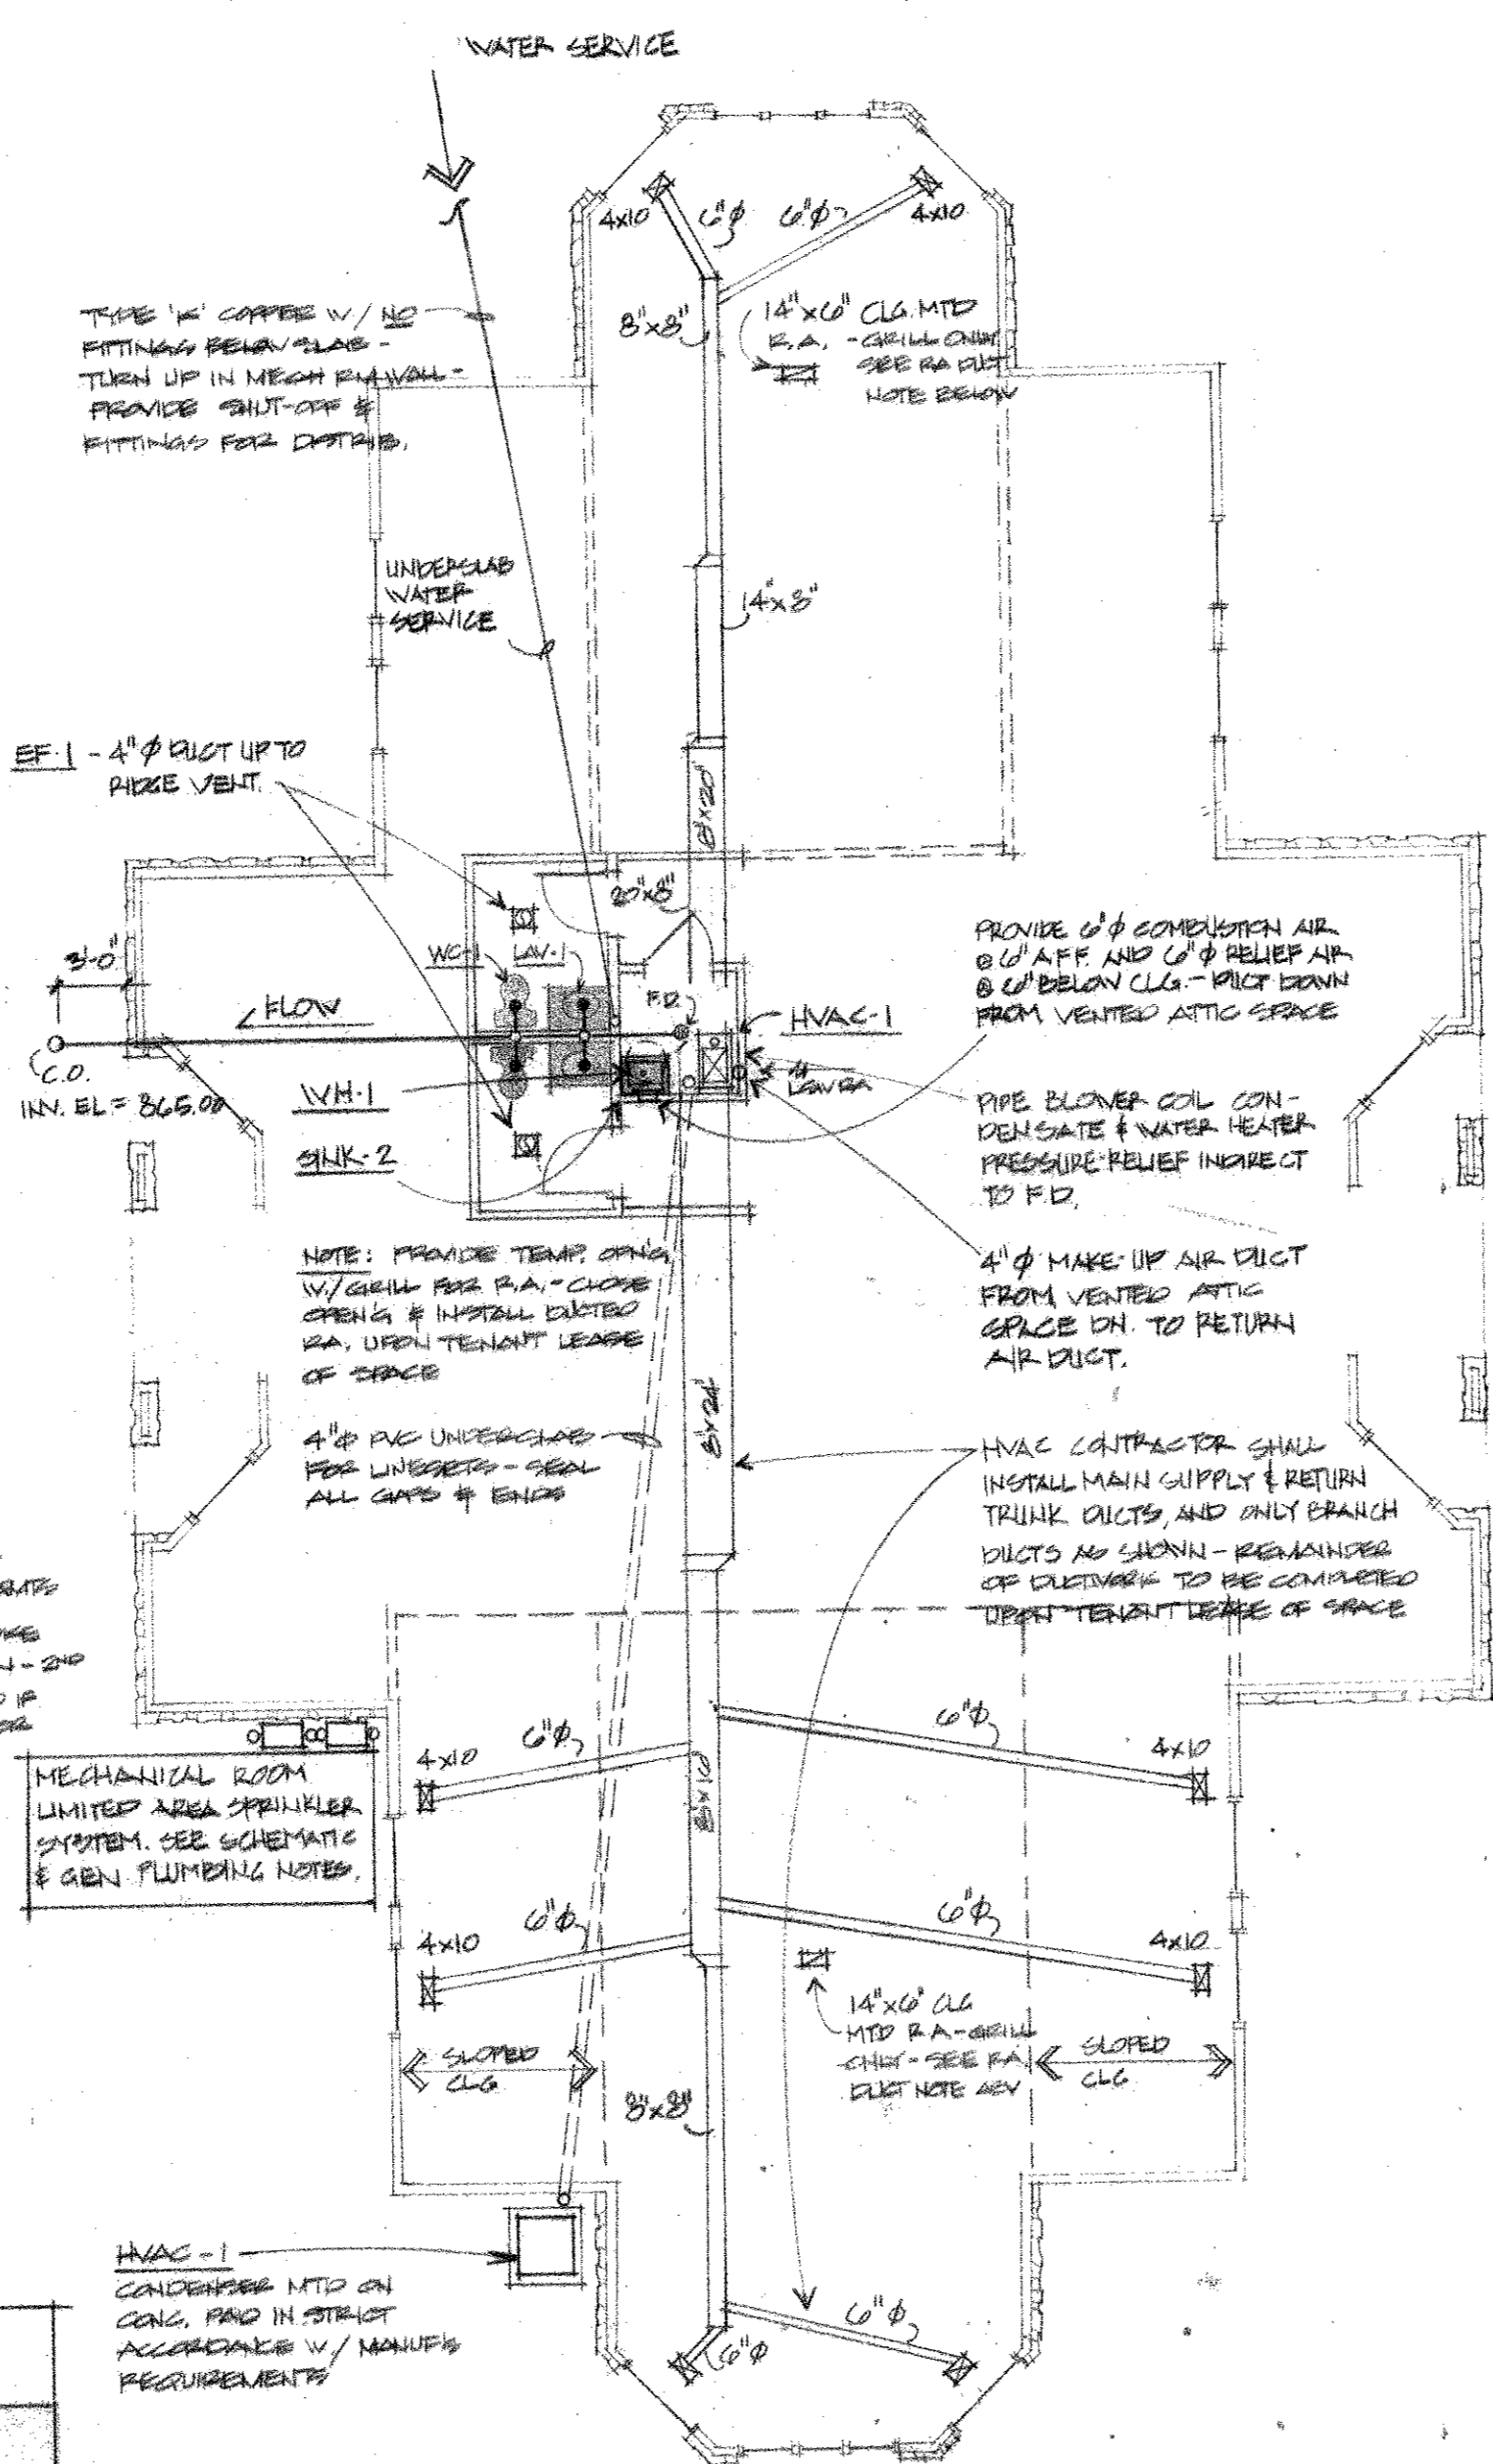 WATER SERVICE
4x10
6"Φ
6"Φ
4x10
TYPE 'K' COPPER W/ NO
FITTINGS BELOW SLAB -
TURN UP IN MECH RM WALL -
PROVIDE SHUT-OFF &
FITTINGS FOR DISTRIB.
8"x8"
14"x6" CLG. MTD
R.A. - GRILL ONLY
SEE RA DUCT
NOTE BELOW
UNDERSLAB
WATER
SERVICE
14"x8"
EF-1 - 4"Φ DUCT UP TO
RIDGE VENT.
8"x20"
20"x8"
3'-0"
WC-1
LAV-1
F.D.
FLOW
C.O.
INV. EL = 865.00
HVAC-1
PROVIDE 6"Φ COMBUSTION AIR
@ 6" A.F.F. AND 6"Φ RELIEF AIR
@ 6" BELOW CLG. - DUCT DOWN
FROM VENTED ATTIC SPACE
WH-1
SINK-2
PIPE BLOWER COIL CON-
DENSATE & WATER HEATER
PRESSURE RELIEF INDIRECT
TO F.D.
NOTE: PROVIDE TEMP. OPN'G
W/ GRILL FOR R.A. - CLOSE
OPEN'G & INSTALL DUCTED
RA. UPON TENANT LEASE
OF SPACE
4"Φ MAKE-UP AIR DUCT
FROM VENTED ATTIC
SPACE DN. TO RETURN
AIR DUCT.
8"x24"
4"Φ PVC UNDERSLAB
FOR LINESETS - SEAL
ALL GAPS & ENDS
HVAC CONTRACTOR SHALL
INSTALL MAIN SUPPLY & RETURN
TRUNK DUCTS, AND ONLY BRANCH
DUCTS AS SHOWN - REMAINDER
OF DUCTWORK TO BE COMPLETED
UPON TENANT LEASE OF SPACE
- 2ND
IF
6"Φ
4x10
6"Φ
4x10
8"x16"
MECHANICAL ROOM
LIMITED AREA SPRINKLER
SYSTEM. SEE SCHEMATIC
& GEN PLUMBING NOTES.
6"Φ
4x10
6"Φ
4x10
14"x6" CLG
MTD R.A - GRILL
ONLY - SEE RA
DUCT NOTE ABV
SLOPED
CLG
SLOPED
CLG
8"x8"
HVAC-1
CONDENSER MTD ON
CONC. PAD IN STRICT
ACCORDANCE W/ MANUF'S
REQUIREMENTS
6"Φ
6"Φ